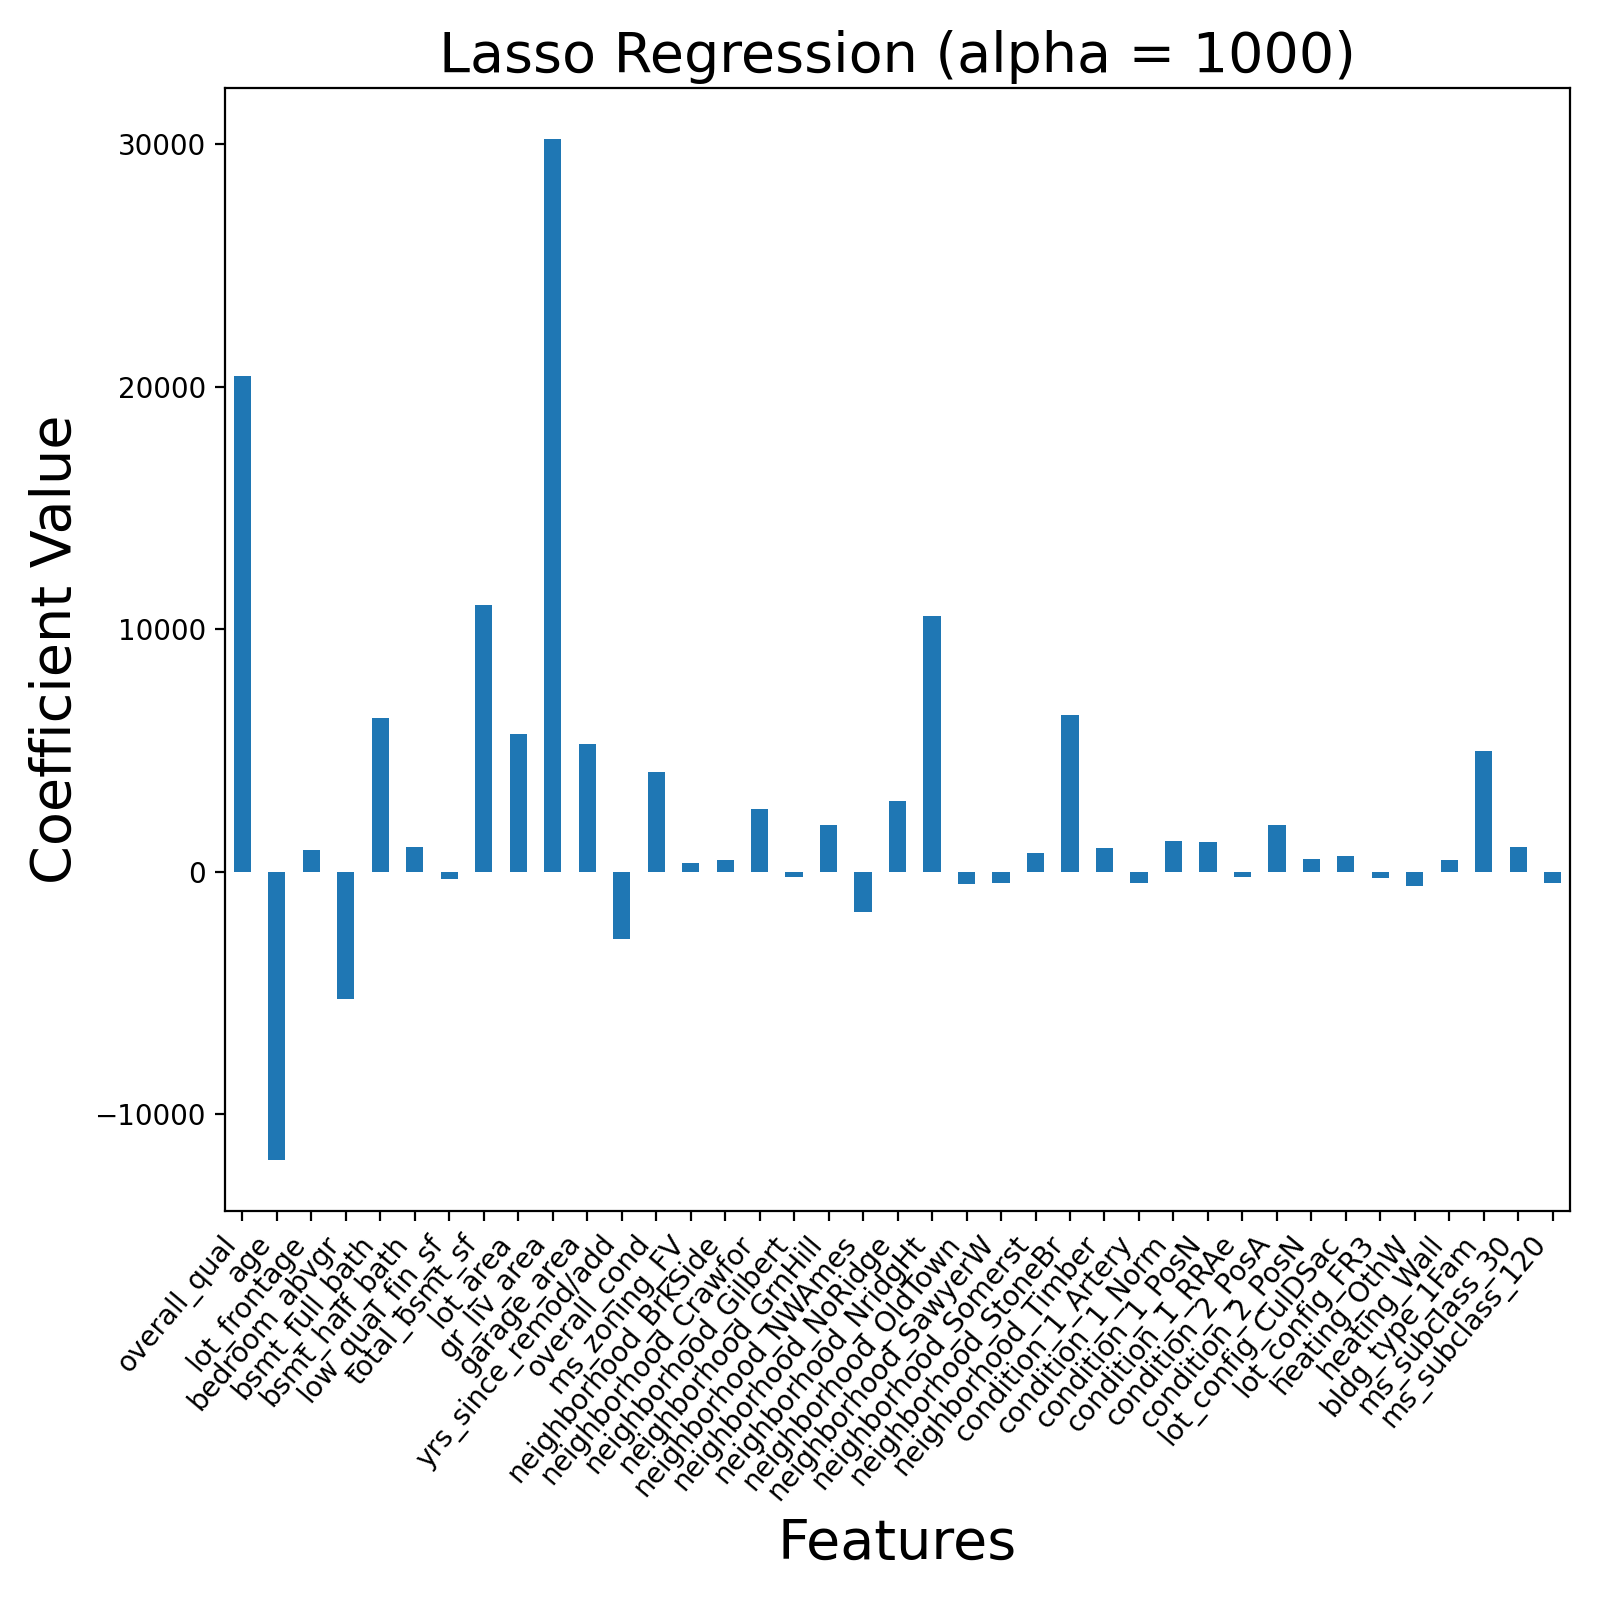 Lasso Regression (alpha = 1000)
Coefficient Value
30000
20000
10000
0
−10000
overall_qual
age
lot_frontage
bedroom_abvgr
bsmt_full_bath
bsmt_half_bath
low_qual_fin_sf
total_bsmt_sf
lot_area
gr_liv_area
garage_area
yrs_since_remod/add
overall_cond
ms_zoning_FV
neighborhood_BrkSide
neighborhood_Crawfor
neighborhood_Gilbert
neighborhood_GrnHill
neighborhood_NWAmes
neighborhood_NoRidge
neighborhood_NridgHt
neighborhood_OldTown
neighborhood_SawyerW
neighborhood_Somerst
neighborhood_StoneBr
neighborhood_Timber
condition_1_Artery
condition_1_Norm
condition_1_PosN
condition_1_RRAe
condition_2_PosA
condition_2_PosN
lot_config_CulDSac
lot_config_FR3
heating_OthW
heating_Wall
bldg_type_1Fam
ms_subclass_30
ms_subclass_120
Features